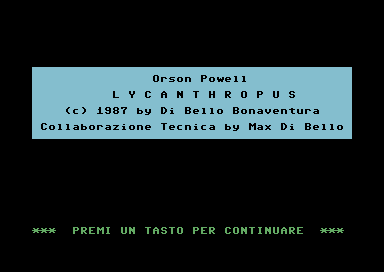 Orson Powell
L Y C A N T H R O P U S
(c) 1987 by Di Bello Bonaventura
Collaborazione Tecnica by Max Di Bello
*** PREMI UN TASTO PER CONTINUARE ***